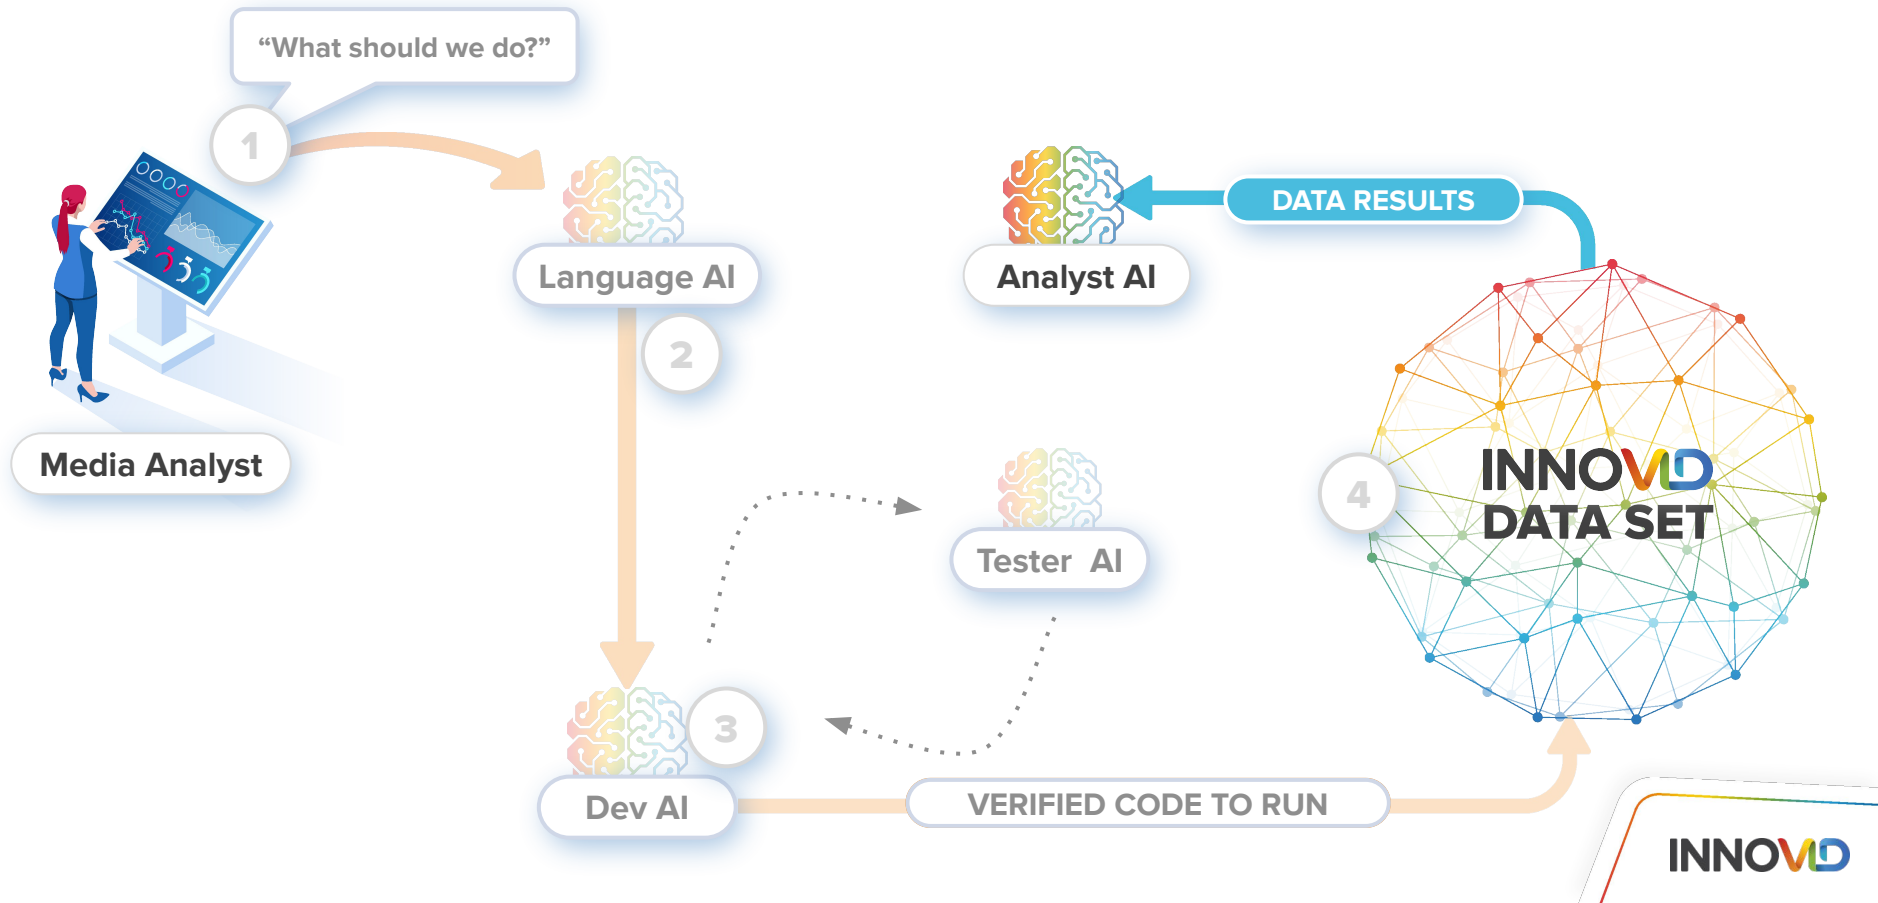 “What should we do?”
1
Language AI
2
Media Analyst
Analyst AI
DATA RESULTS
Tester AI
3
Dev AI
VERIFIED CODE TO RUN
4
INNOVID
DATA SET
INNOVID